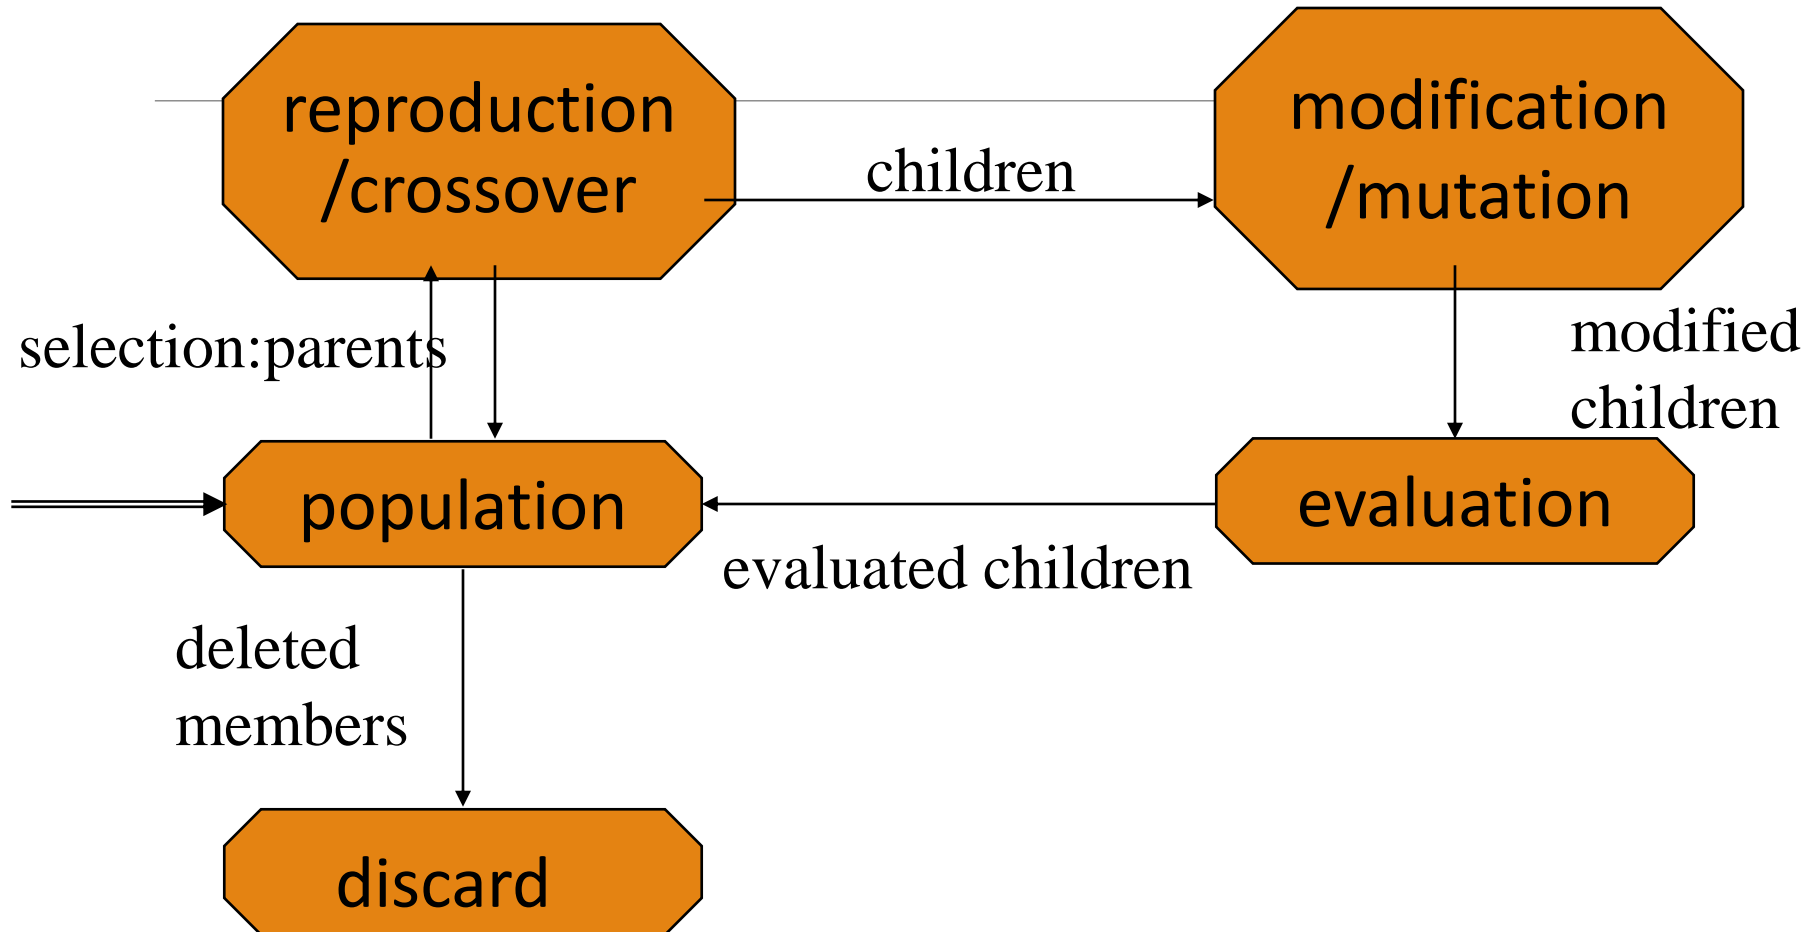 reproduction
/crossover
modification
/mutation
children
selection:parents
modified
children
population
evaluation
evaluated children
deleted
members
discard